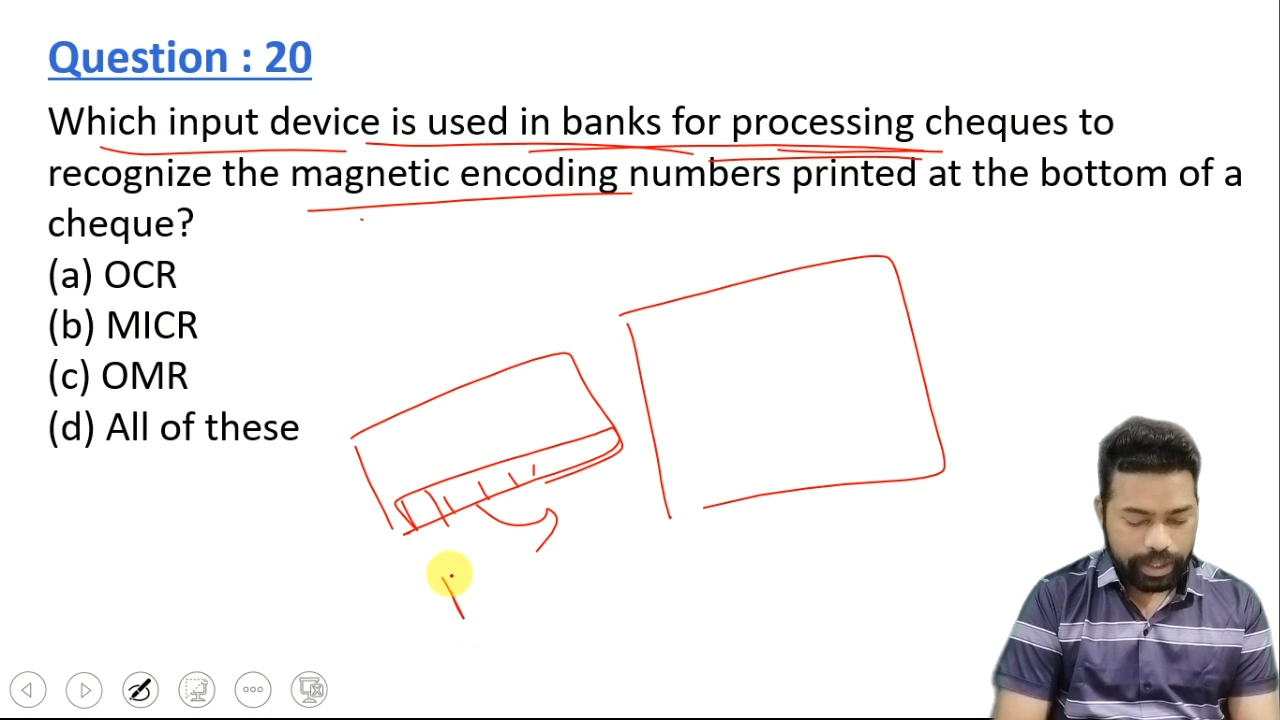 Question : 20
Which input device is used in banks for processing cheques to
recognize the magnetic encoding numbers printed at the bottom of a
cheque?
(a) OCR
(b) MICR
(c) OMR
(d) All of these